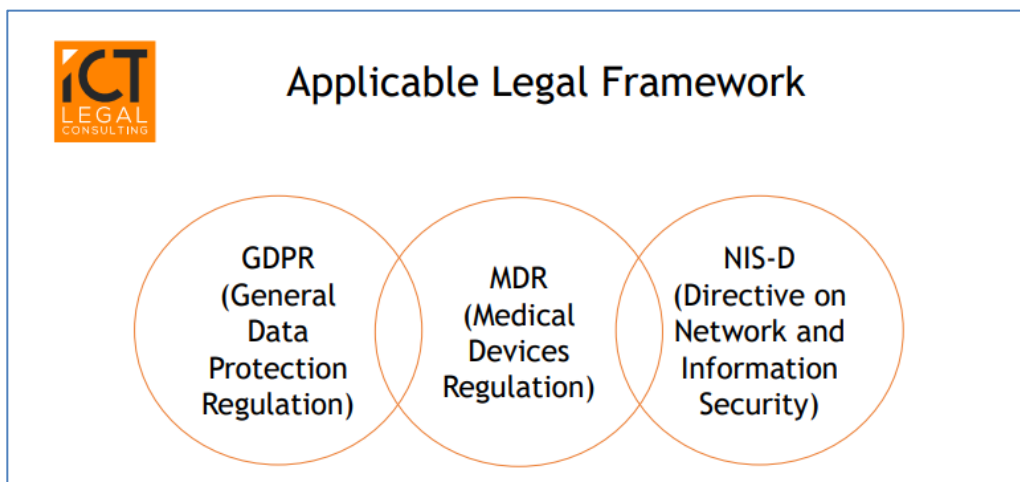 iCT
LEGAL
CONSULTING
Applicable Legal Framework
GDPR
(General
Data
Protection
Regulation)
MDR
(Medical
Devices
Regulation)
NIS-D
(Directive on
Network and
Information
Security)